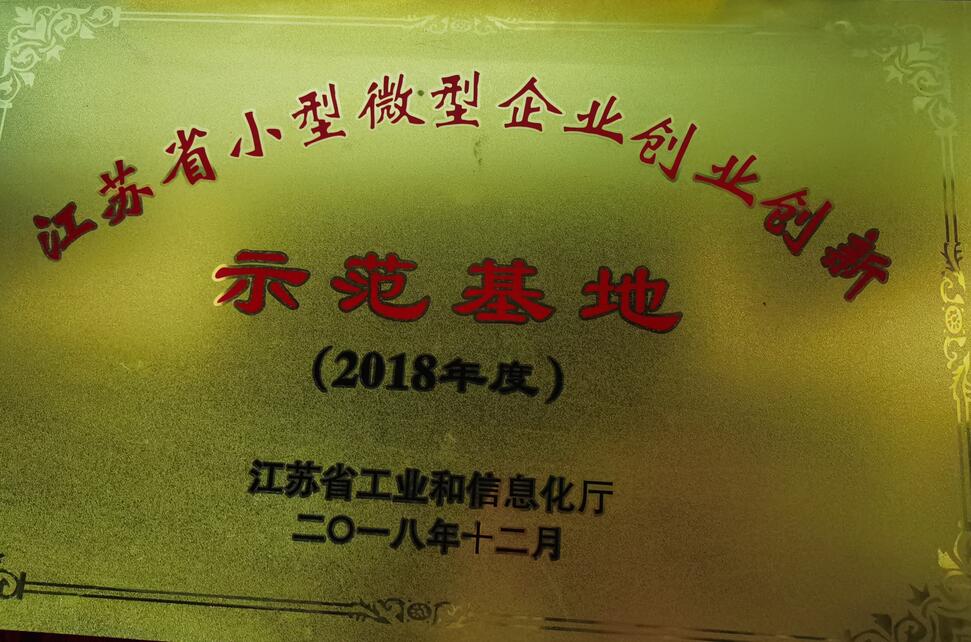 江苏省小型微型企业创业创新
示范基地
（2018年度）
江苏省工业和信息化厅
二〇一八年十二月